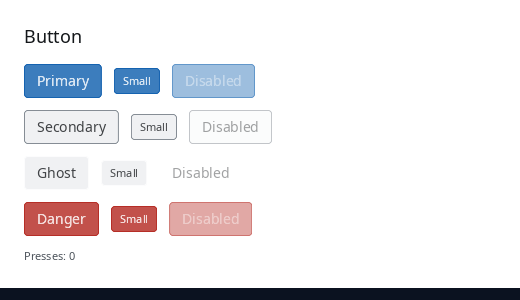 Button
Primary Small Disabled
Secondary Small Disabled
Ghost Small Disabled
Danger Small Disabled
Presses: 0